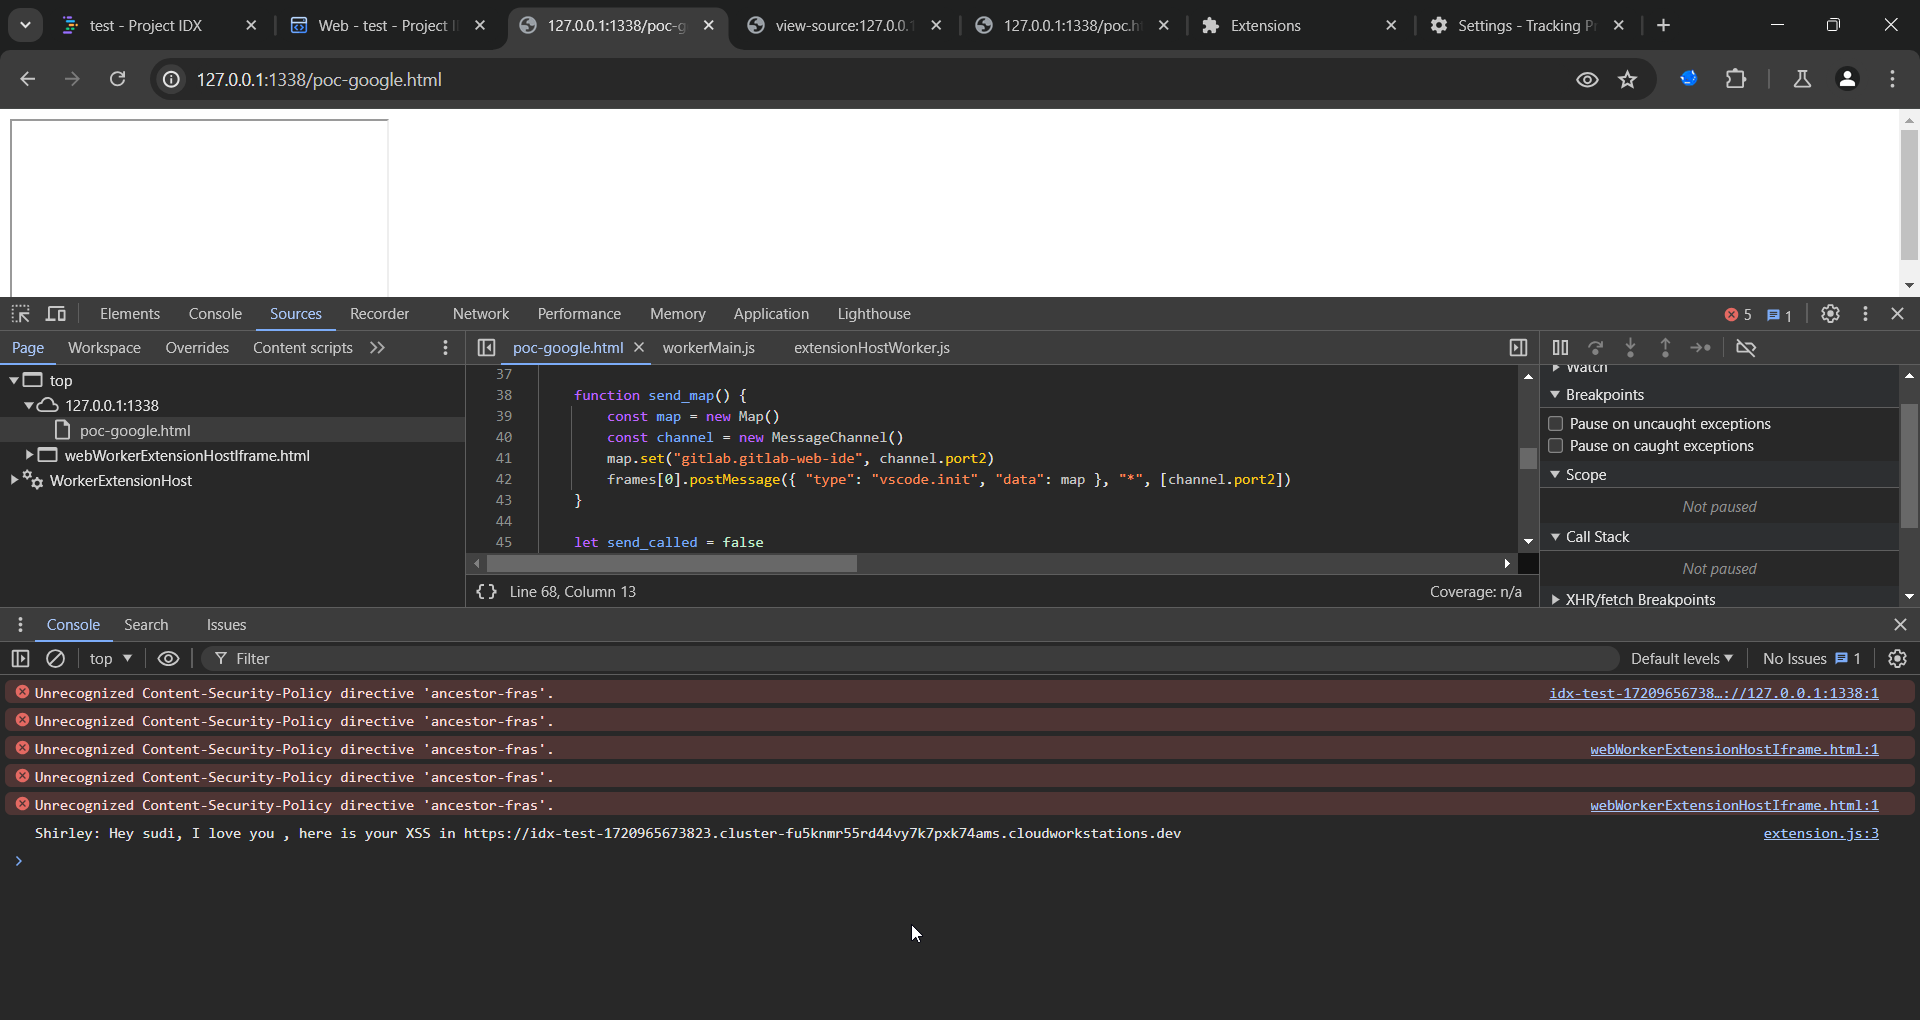 test - Project IDX
Web - test - Project I
127.0.0.1:1338/poc-g
view-source:127.0.0.1
127.0.0.1:1338/poc.h
Extensions
Settings - Tracking P
127.0.0.1:1338/poc-google.html
Elements Console Sources Recorder Network Performance Memory Application Lighthouse 5 1
Page Workspace Overrides Content scripts
poc-google.html workerMain.js extensionHostWorker.js
top
127.0.0.1:1338
poc-google.html
webWorkerExtensionHostIframe.html
WorkerExtensionHost
37
38 function send_map() {
39 const map = new Map()
40 const channel = new MessageChannel()
41 map.set("gitlab.gitlab-web-ide", channel.port2)
42 frames[0].postMessage({ "type": "vscode.init", "data": map }, "*", [channel.port2])
43 }
44
45 let send_called = false
{} Line 68, Column 13 Coverage: n/a
Watch
Breakpoints
Pause on uncaught exceptions
Pause on caught exceptions
Scope
Not paused
Call Stack
Not paused
XHR/fetch Breakpoints
Console Search Issues
top Filter Default levels No Issues 1
Unrecognized Content-Security-Policy directive 'ancestor-fras'. idx-test-17209656738…://127.0.0.1:1338:1
Unrecognized Content-Security-Policy directive 'ancestor-fras'.
Unrecognized Content-Security-Policy directive 'ancestor-fras'. webWorkerExtensionHostIframe.html:1
Unrecognized Content-Security-Policy directive 'ancestor-fras'.
Unrecognized Content-Security-Policy directive 'ancestor-fras'. webWorkerExtensionHostIframe.html:1
Shirley: Hey sudi, I love you , here is your XSS in https://idx-test-1720965673823.cluster-fu5knmr55rd44vy7k7pxk74ams.cloudworkstations.dev extension.js:3